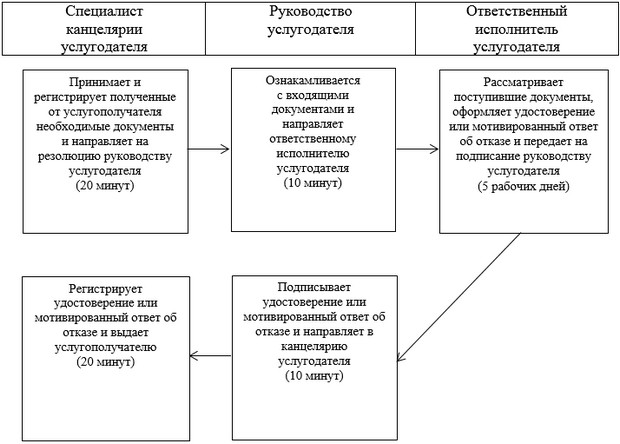 Специалист
канцелярии
услугодателя
Руководство
услугодателя
Ответственный
исполнитель
услугодателя
Принимает и
регистрирует полученные
от услугополучателя
необходимые документы
и направляет на
резолюцию руководству
услугодателя
(20 минут)
Ознакамливается
с входящими
документами и
направляет
ответственному
исполнителю
услугодателя
(10 минут)
Рассматривает
поступившие документы,
оформляет удостоверение
или мотивированный ответ
об отказе и передает на
подписание руководству
услугодателя
(5 рабочих дней)
Регистрирует
удостоверение или
мотивированный ответ об
отказе и выдает
услугополучателю
(20 минут)
Подписывает
удостоверение или
мотивированный ответ об
отказе и направляет в
канцелярию
услугодателя
(10 минут)